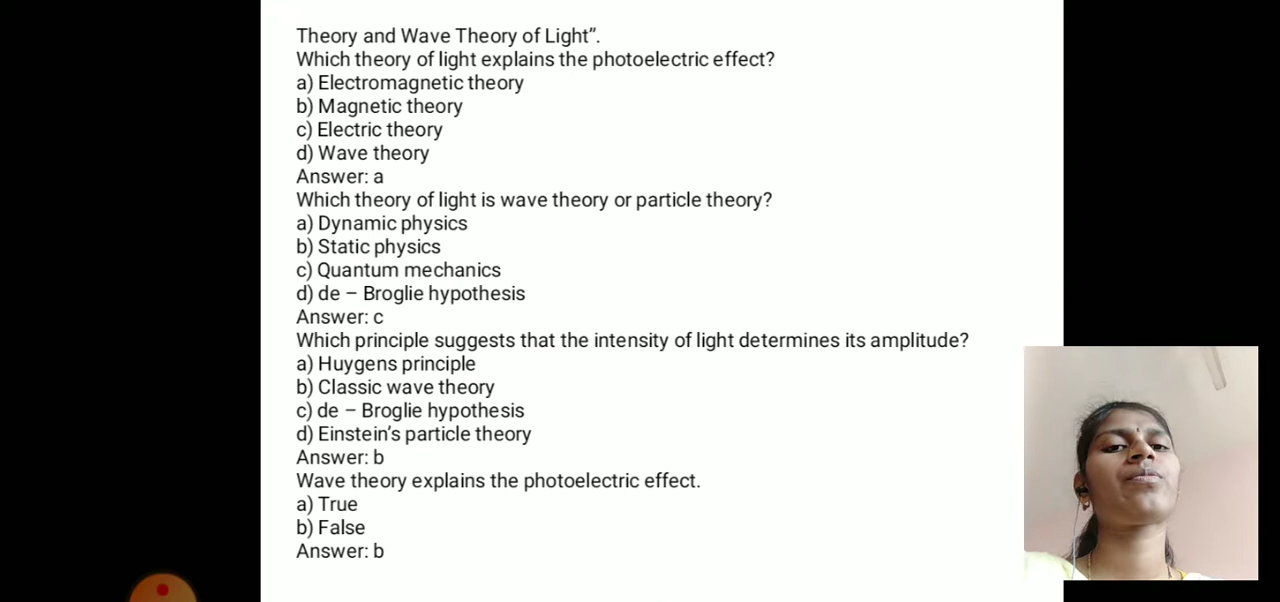 Theory and Wave Theory of Light”.
Which theory of light explains the photoelectric effect?
a) Electromagnetic theory
b) Magnetic theory
c) Electric theory
d) Wave theory
Answer: a
Which theory of light is wave theory or particle theory?
a) Dynamic physics
b) Static physics
c) Quantum mechanics
d) de – Broglie hypothesis
Answer: c
Which principle suggests that the intensity of light determines its amplitude?
a) Huygens principle
b) Classic wave theory
c) de – Broglie hypothesis
d) Einstein’s particle theory
Answer: b
Wave theory explains the photoelectric effect.
a) True
b) False
Answer: b